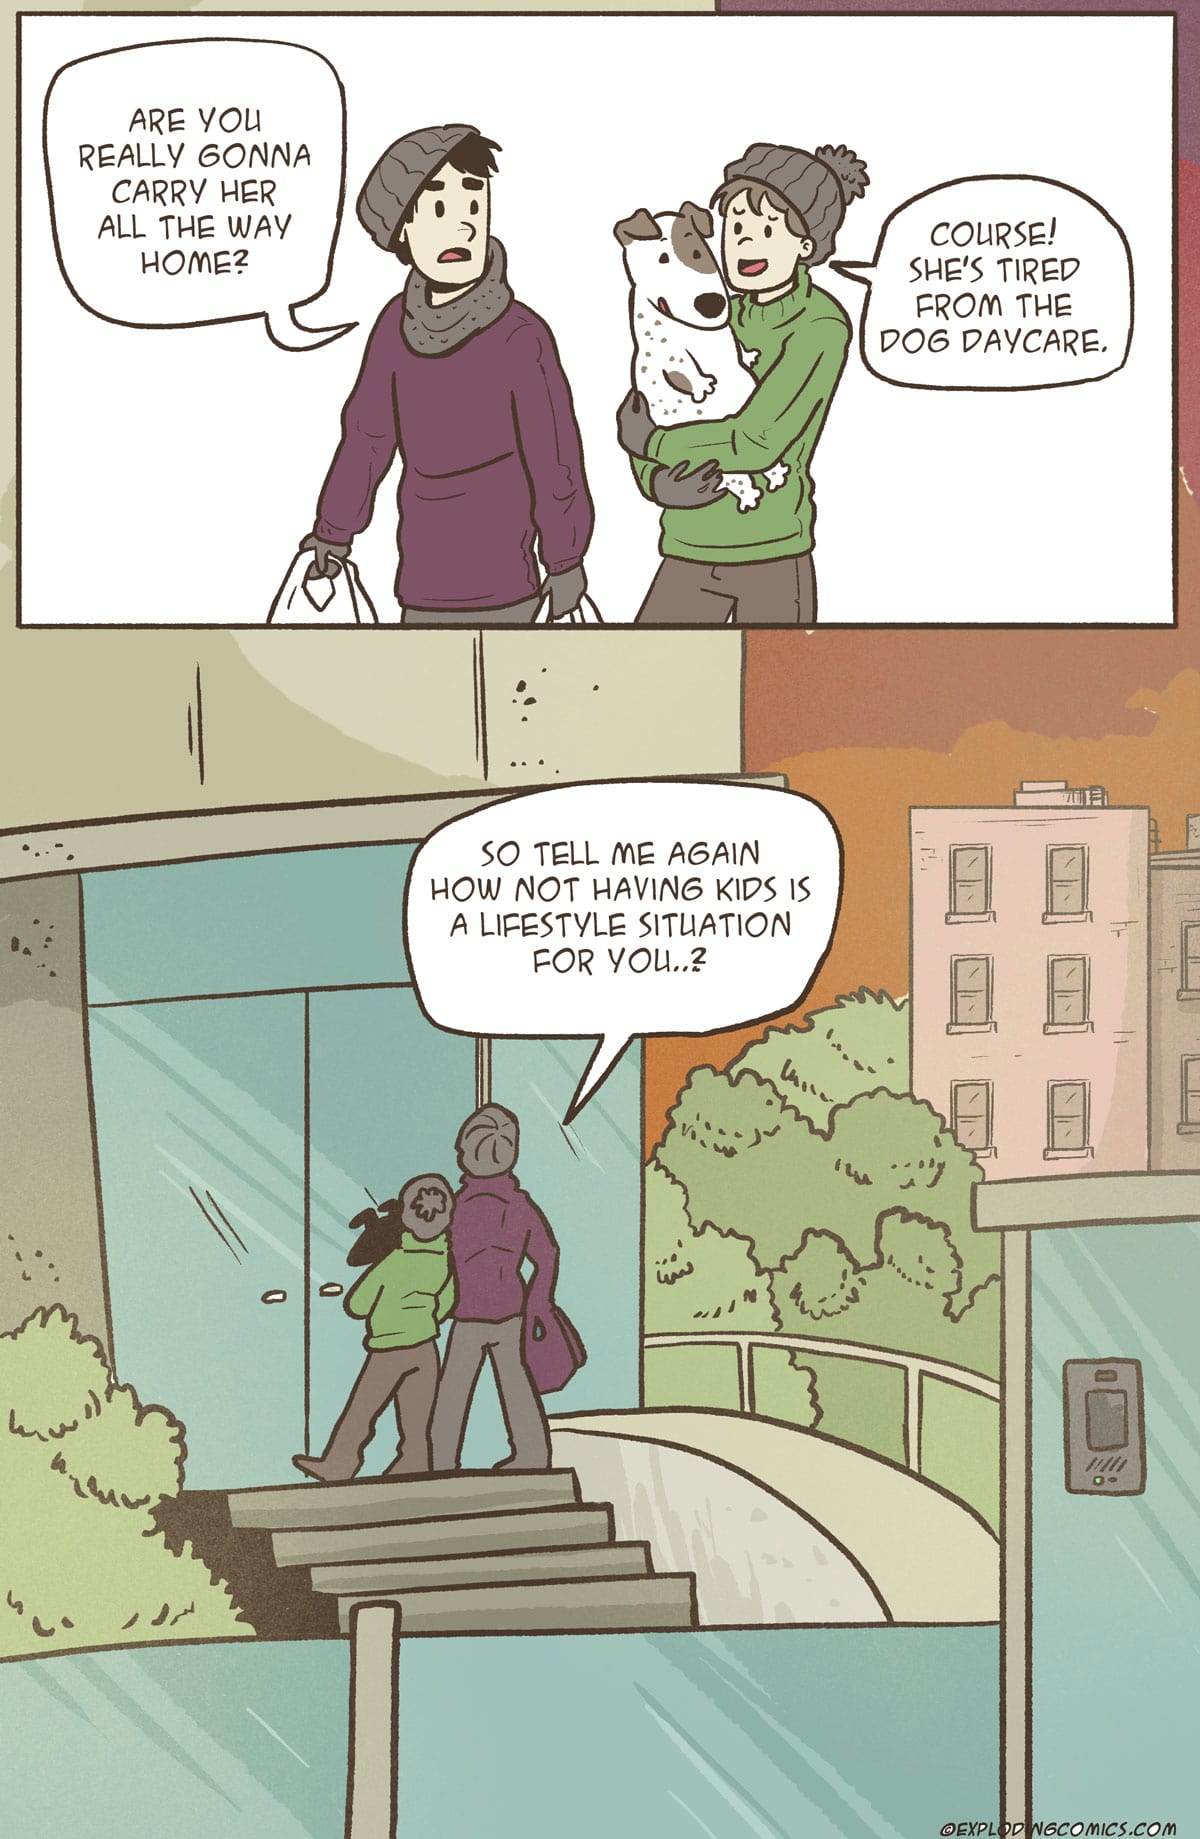 ARE YOU
REALLY GONNA
CARRY HER
ALL THE WAY
HOME?
COURSE!
SHE'S TIRED
FROM THE
DOG DAYCARE.
SO TELL ME AGAIN
HOW NOT HAVING KIDS IS
A LIFESTYLE SITUATION
FOR YOU..?
©EXPLODINGCOMICS.COM